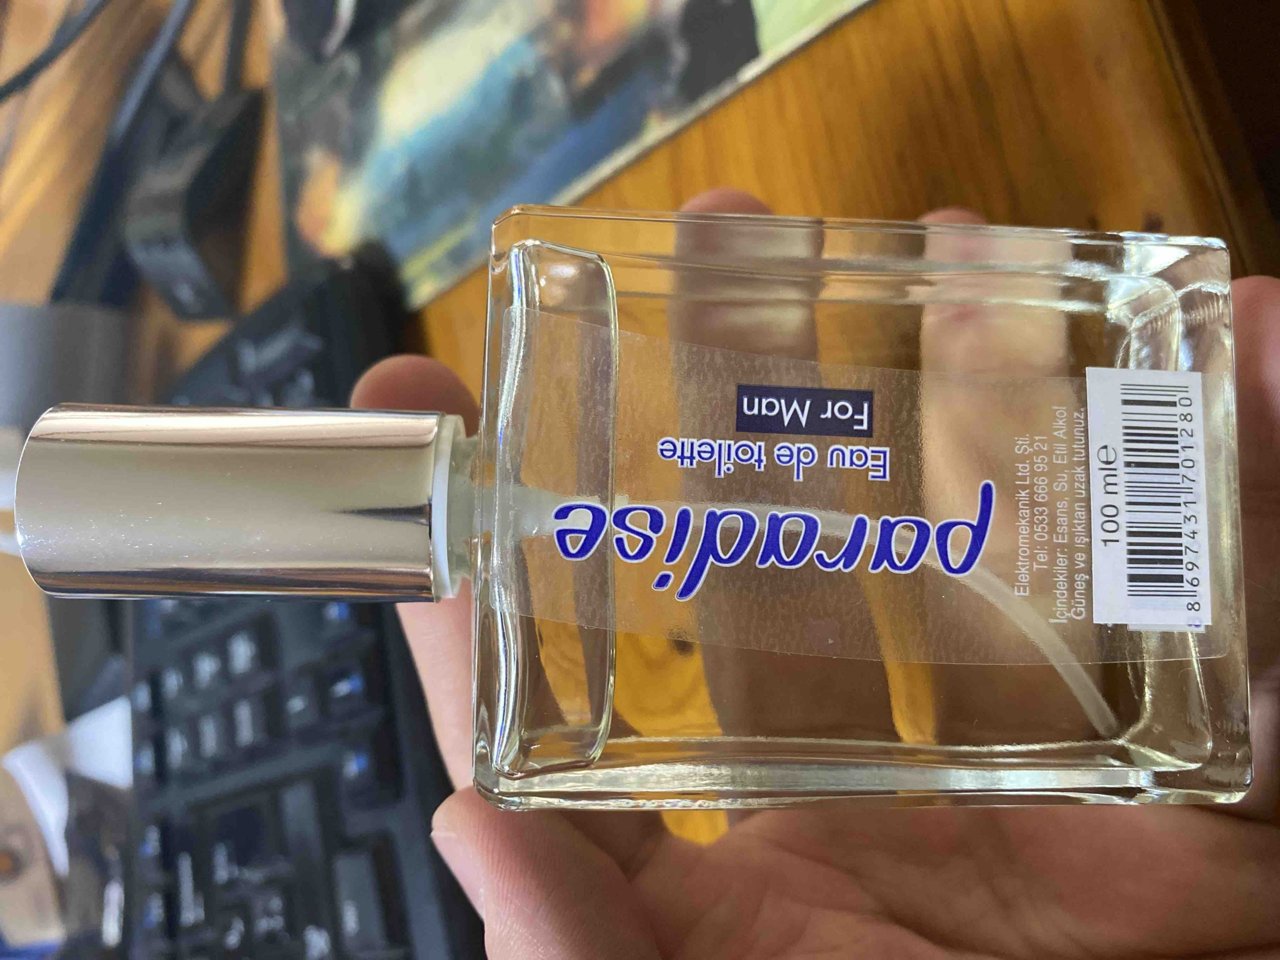 paradise
Eau de toilette
For Man
Elektromekanik Ltd. Şti.
Tel: 0533 666 95 21
İçindekiler: Esans, Su, Etil Alkol
Güneş ve ışıktan uzak tutunuz.
100 ml e
8 697431 701280